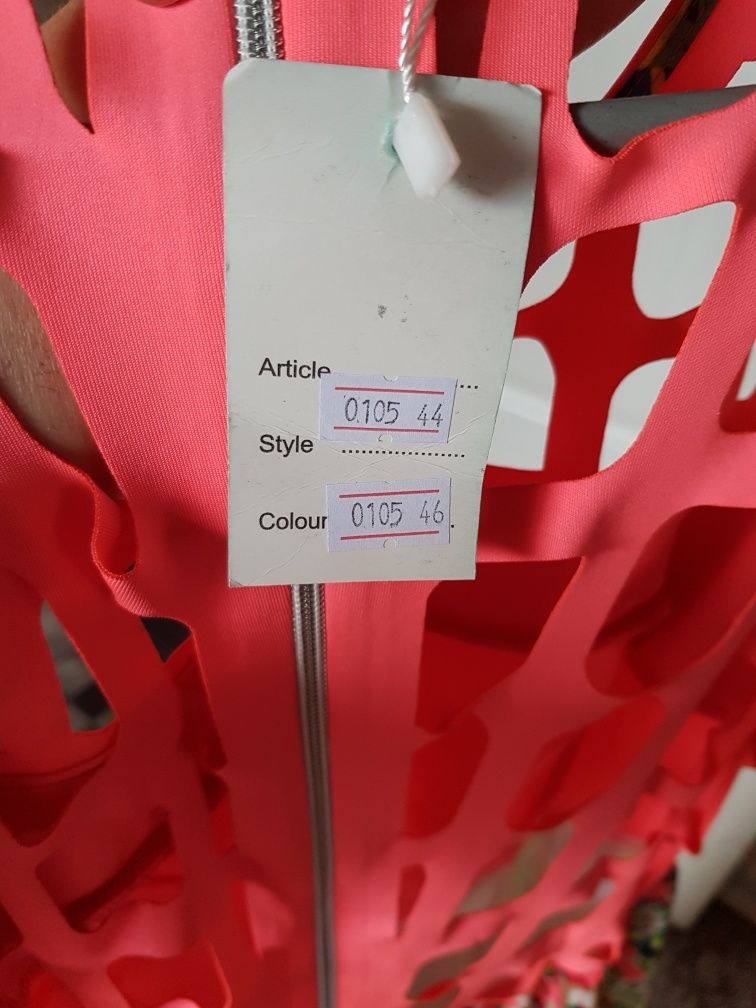 Article ...
0105 44
Style ....................
Colour 0105 46 .